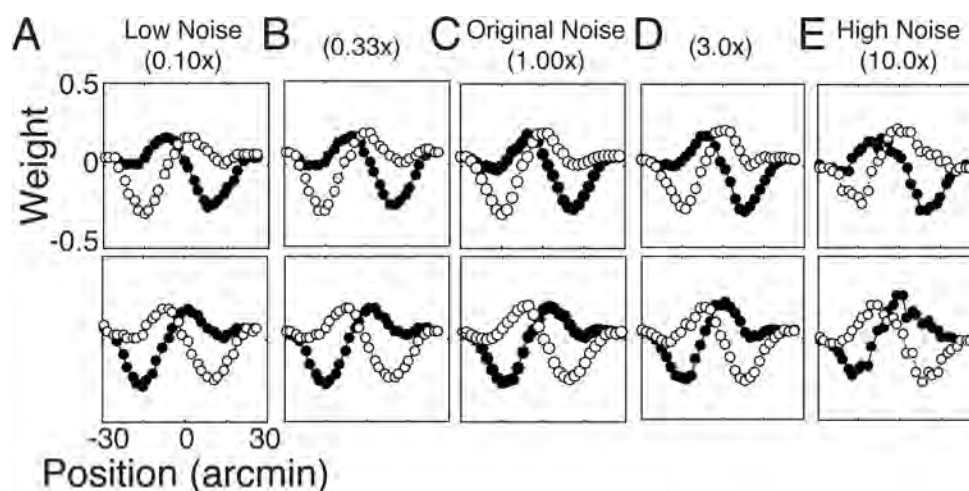 A Low Noise (0.10x)
B (0.33x)
C Original Noise (1.00x)
D (3.0x)
E High Noise (10.0x)
Weight
0.5
0
-0.5
-30 0 30
Position (arcmin)